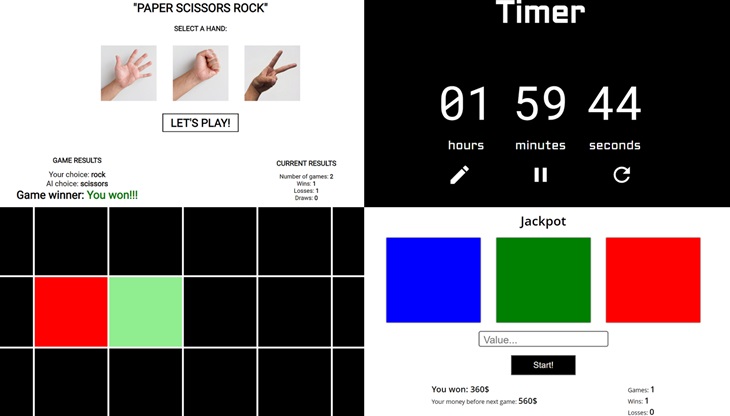 "PAPER SCISSORS ROCK"
SELECT A HAND:
LET'S PLAY!
GAME RESULTS
Your choice: rock
AI choice: scissors
Game winner: You won!!!
CURRENT RESULTS
Number of games: 2
Wins: 1
Losses: 1
Draws: 0
Timer
01 59 44
hours minutes seconds
Jackpot
Value...
Start!
You won: 360$
Your money before next game: 560$
Games: 1
Wins: 1
Losses: 0